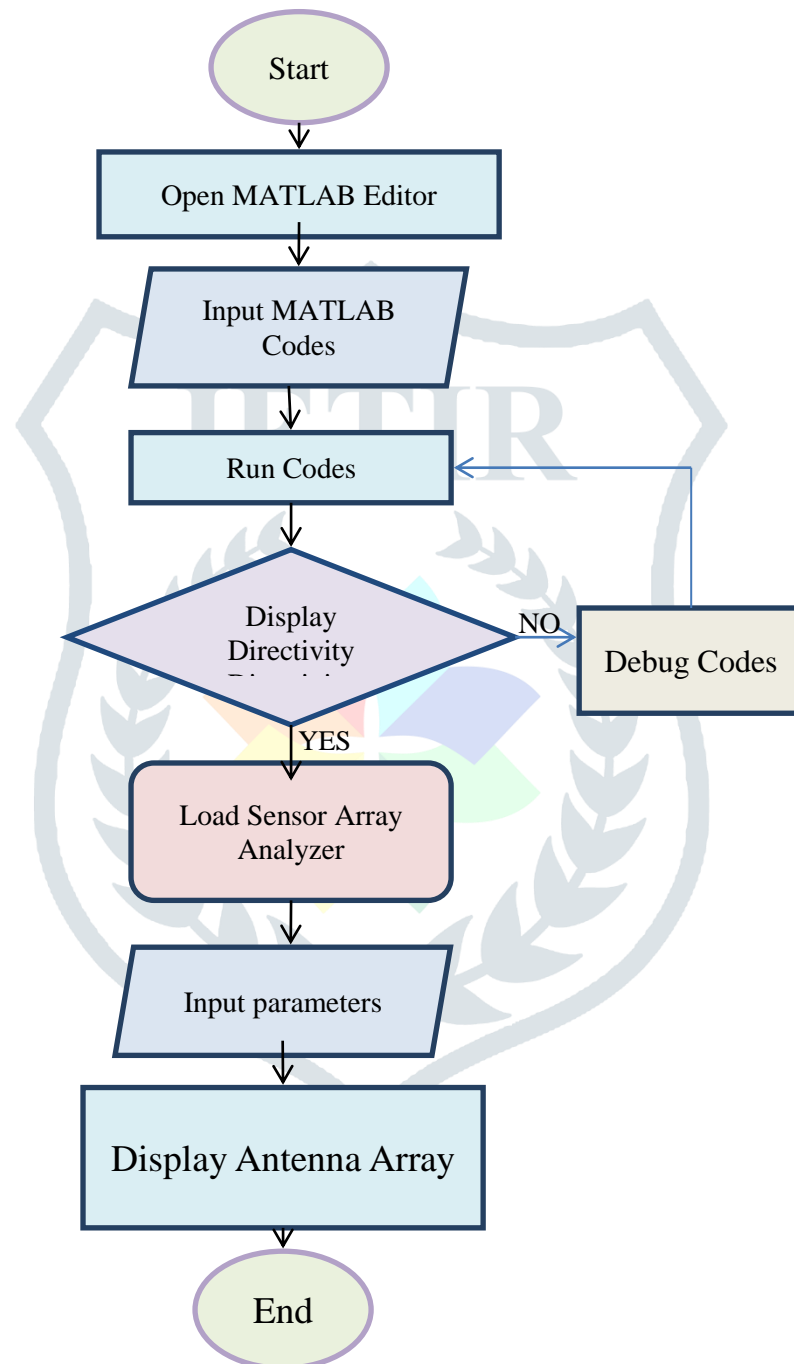 Start
Open MATLAB Editor
Input MATLAB
Codes
JETIR
Run Codes
Display
Directivity
NO
Debug Codes
YES
Load Sensor Array
Analyzer
Input parameters
Display Antenna Array
End